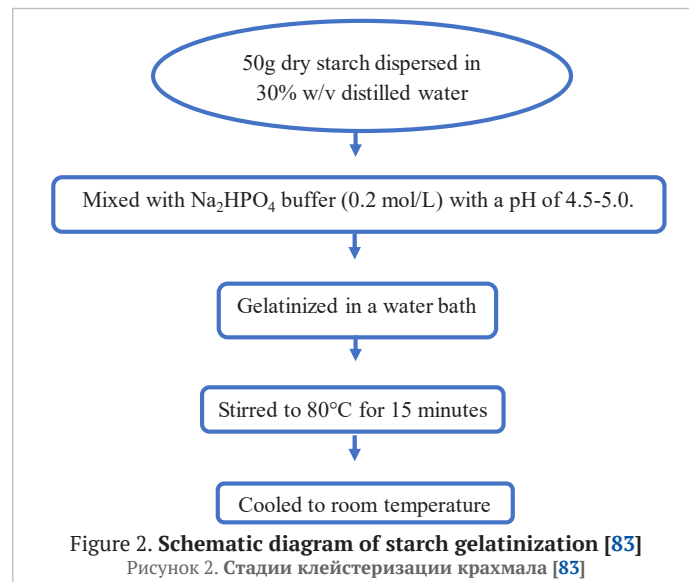 50g dry starch dispersed in
30% w/v distilled water
Mixed with Na₂HPO₄ buffer (0.2 mol/L) with a pH of 4.5-5.0.
Gelatinized in a water bath
Stirred to 80°C for 15 minutes
Cooled to room temperature
Figure 2. Schematic diagram of starch gelatinization [83]
Рисунок 2. Стадии клейстеризации крахмала [83]